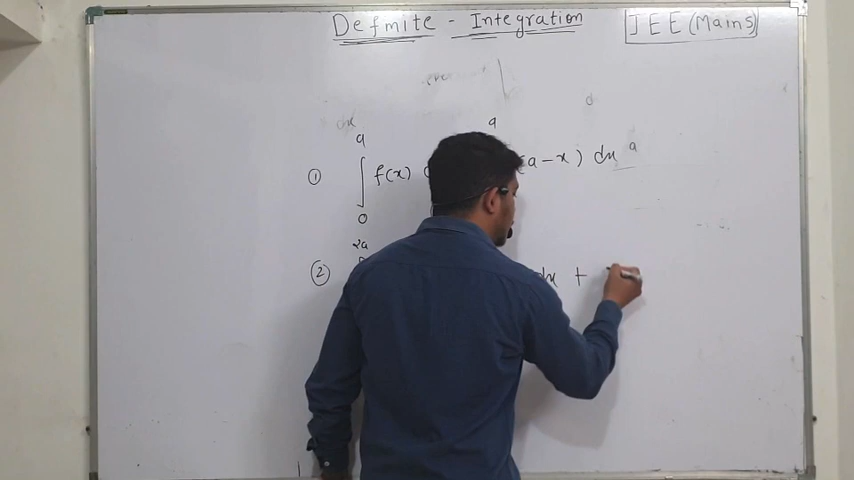 Definite - Integration JEE (Mains)
a a
① ∫ f(x) (a-x) dx a
0
2a
② dx +